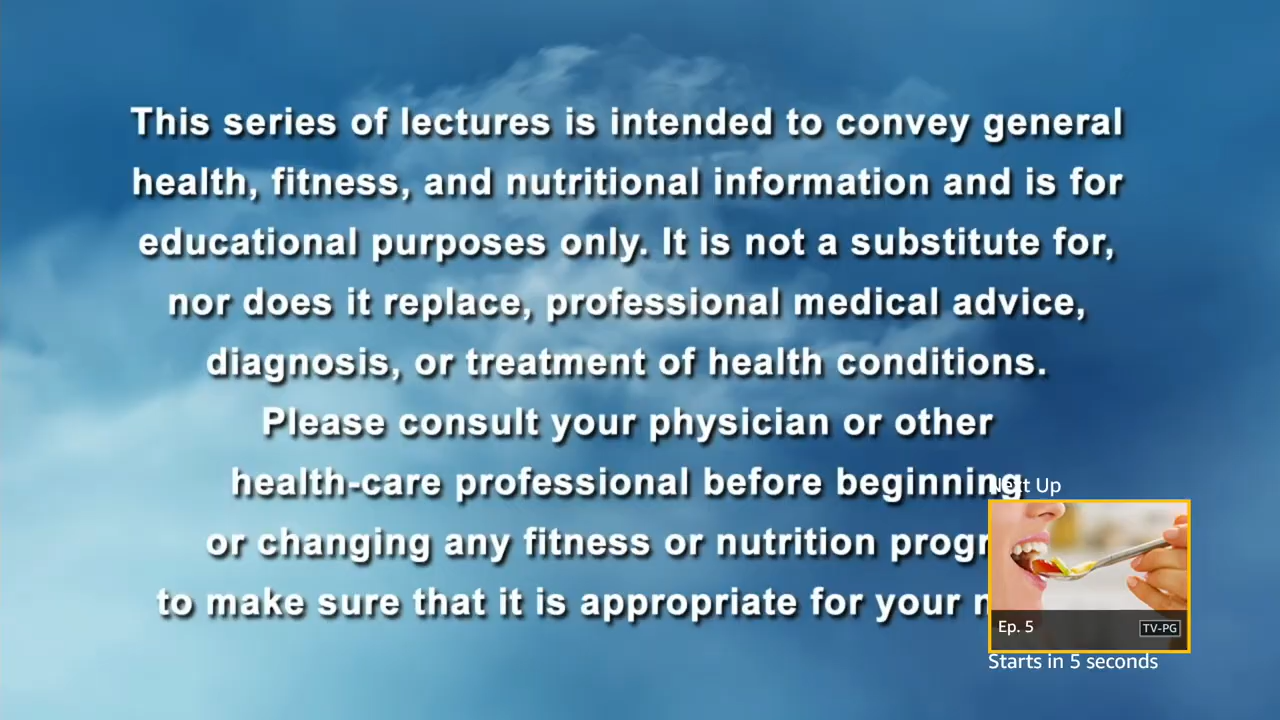 This series of lectures is intended to convey general
health, fitness, and nutritional information and is for
educational purposes only. It is not a substitute for,
nor does it replace, professional medical advice,
diagnosis, or treatment of health conditions.
Please consult your physician or other
health-care professional before beginning
or changing any fitness or nutrition
to make sure that it is appropriate for your
Next Up
Ep. 5
TV-PG
Starts in 5 seconds